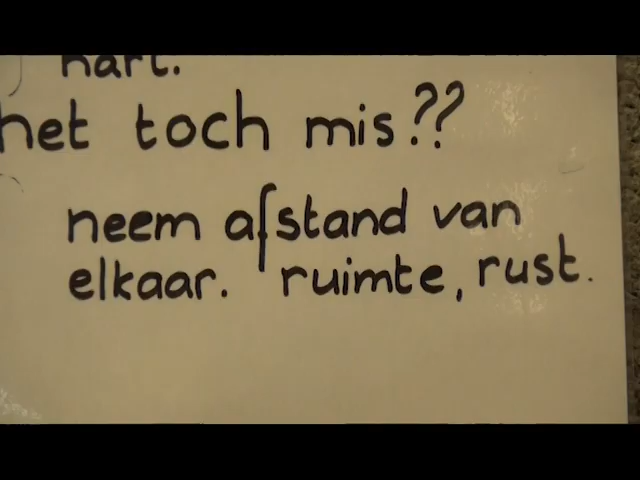 hart.
het toch mis??
neem afstand van
elkaar. ruimte, rust.